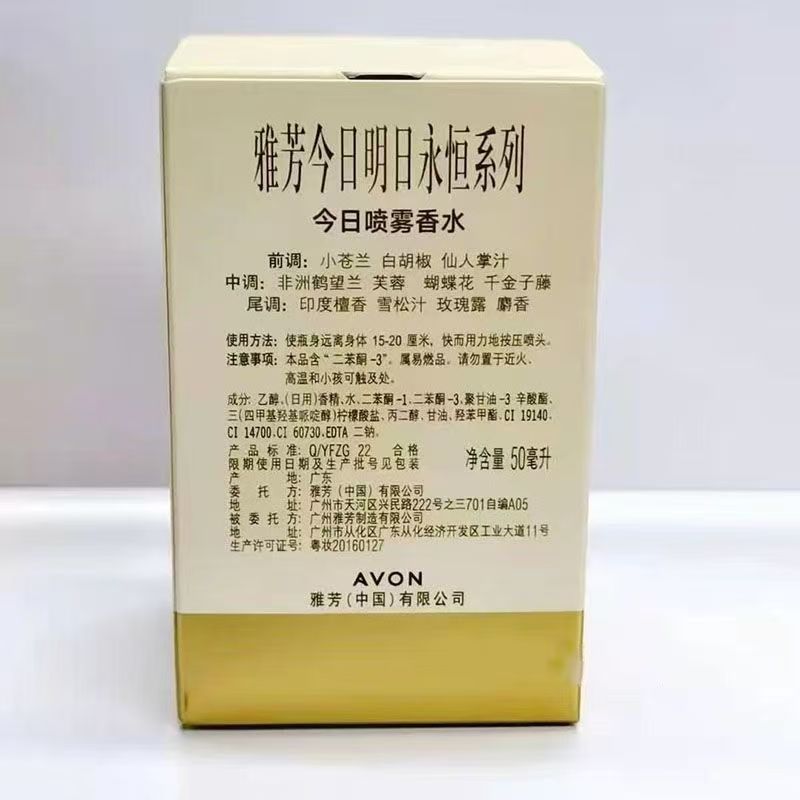 雅芳今日明日永恒系列
今日喷雾香水
前调：小苍兰 白胡椒 仙人掌汁
中调：非洲鹤望兰 芙蓉 蝴蝶花 千金子藤
尾调：印度檀香 雪松汁 玫瑰露 麝香
使用方法：使瓶身远离身体 15-20 厘米，快而用力地按压喷头。
注意事项：本品含“二苯酮-3”。属易燃品。请勿置于近火、
高温和小孩可触及处。
成分：乙醇、(日用)香精、水、二苯酮-1、二苯酮-3、聚甘油-3 辛酸酯、
三(四甲基羟基哌啶醇)柠檬酸盐、丙二醇、甘油、羟苯甲酯、CI 19140、
CI 14700、CI 60730、EDTA 二钠。
产品标准：Q/YFZG 22 合格
限期使用日期及生产批号见包装
净含量 50毫升
产地：广东
委托方：雅芳（中国）有限公司
地址：广州市天河区兴民路222号之三701自编A05
被委托方：广州雅芳制造有限公司
地址：广州市从化区广东从化经济开发区工业大道11号
生产许可证号：粤妆20160127
AVON
雅芳（中国）有限公司